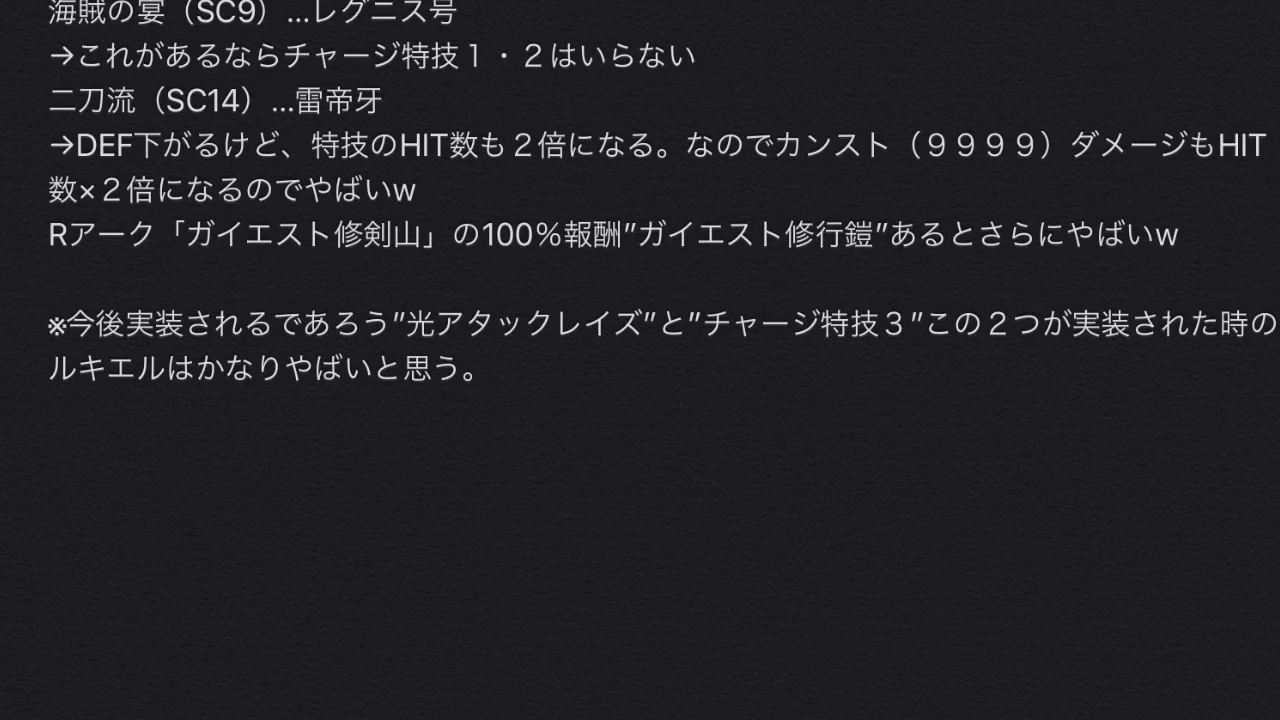 海賊の宴（SC9）...レグニス号
→これがあるならチャージ特技１・２はいらない
二刀流（SC14）...雷帝牙
→DEF下がるけど、特技のHIT数も２倍になる。なのでカンスト（９９９９）ダメージもHIT
数×２倍になるのでやばいw
Rアーク「ガイエスト修剣山」の100%報酬”ガイエスト修行鎧”あるとさらにやばいw
※今後実装されるであろう”光アタックレイズ”と”チャージ特技３”この２つが実装された時の
ルキエルはかなりやばいと思う。